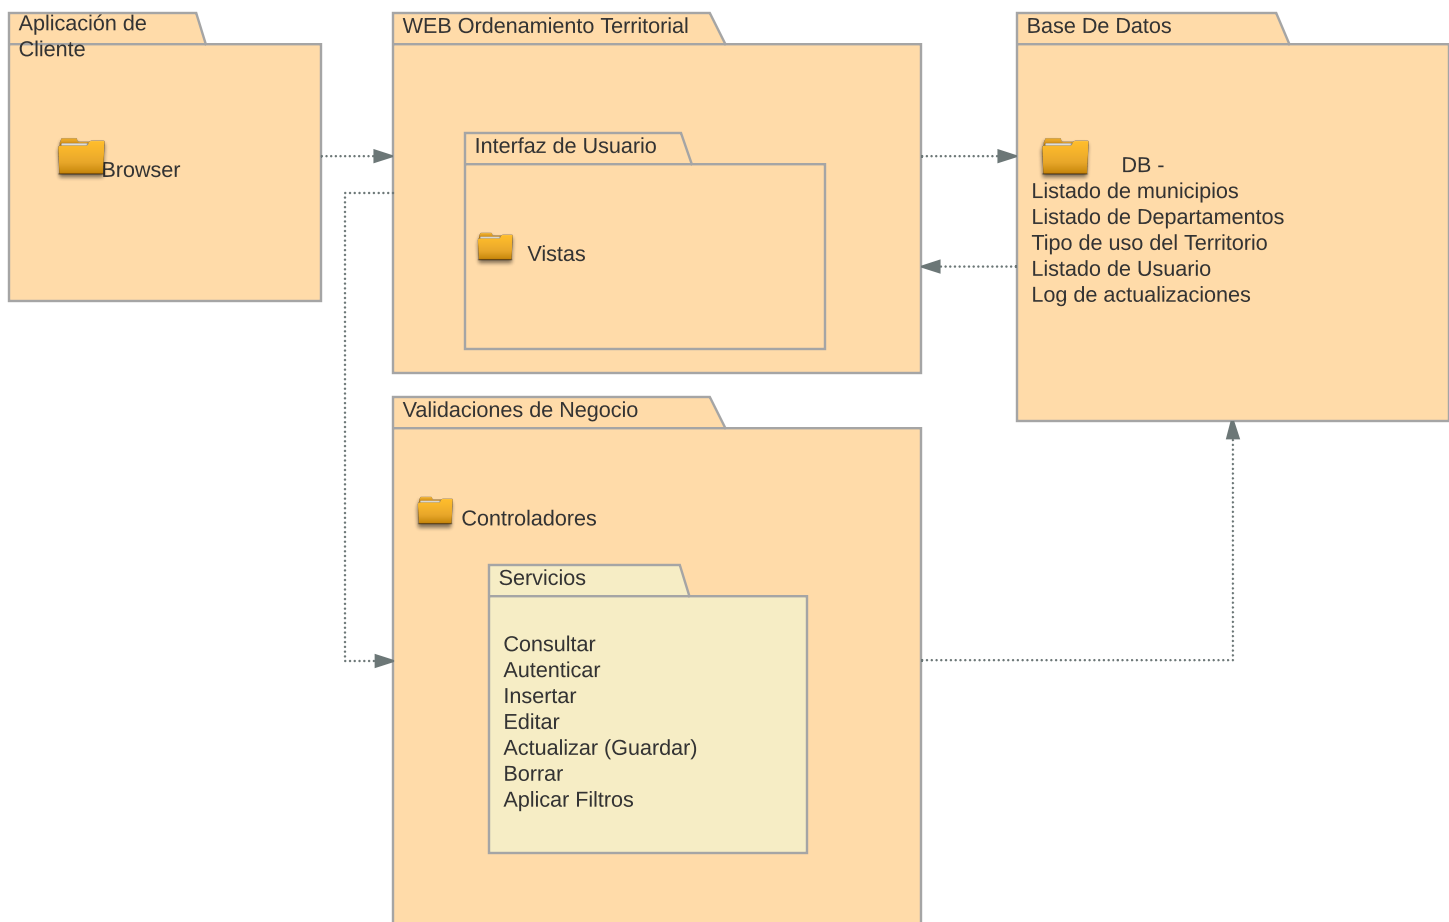 Aplicación de
Cliente
Browser
WEB Ordenamiento Territorial
Interfaz de Usuario
Vistas
Base De Datos
DB -
Listado de municipios
Listado de Departamentos
Tipo de uso del Territorio
Listado de Usuario
Log de actualizaciones
Validaciones de Negocio
Controladores
Servicios
Consultar
Autenticar
Insertar
Editar
Actualizar (Guardar)
Borrar
Aplicar Filtros